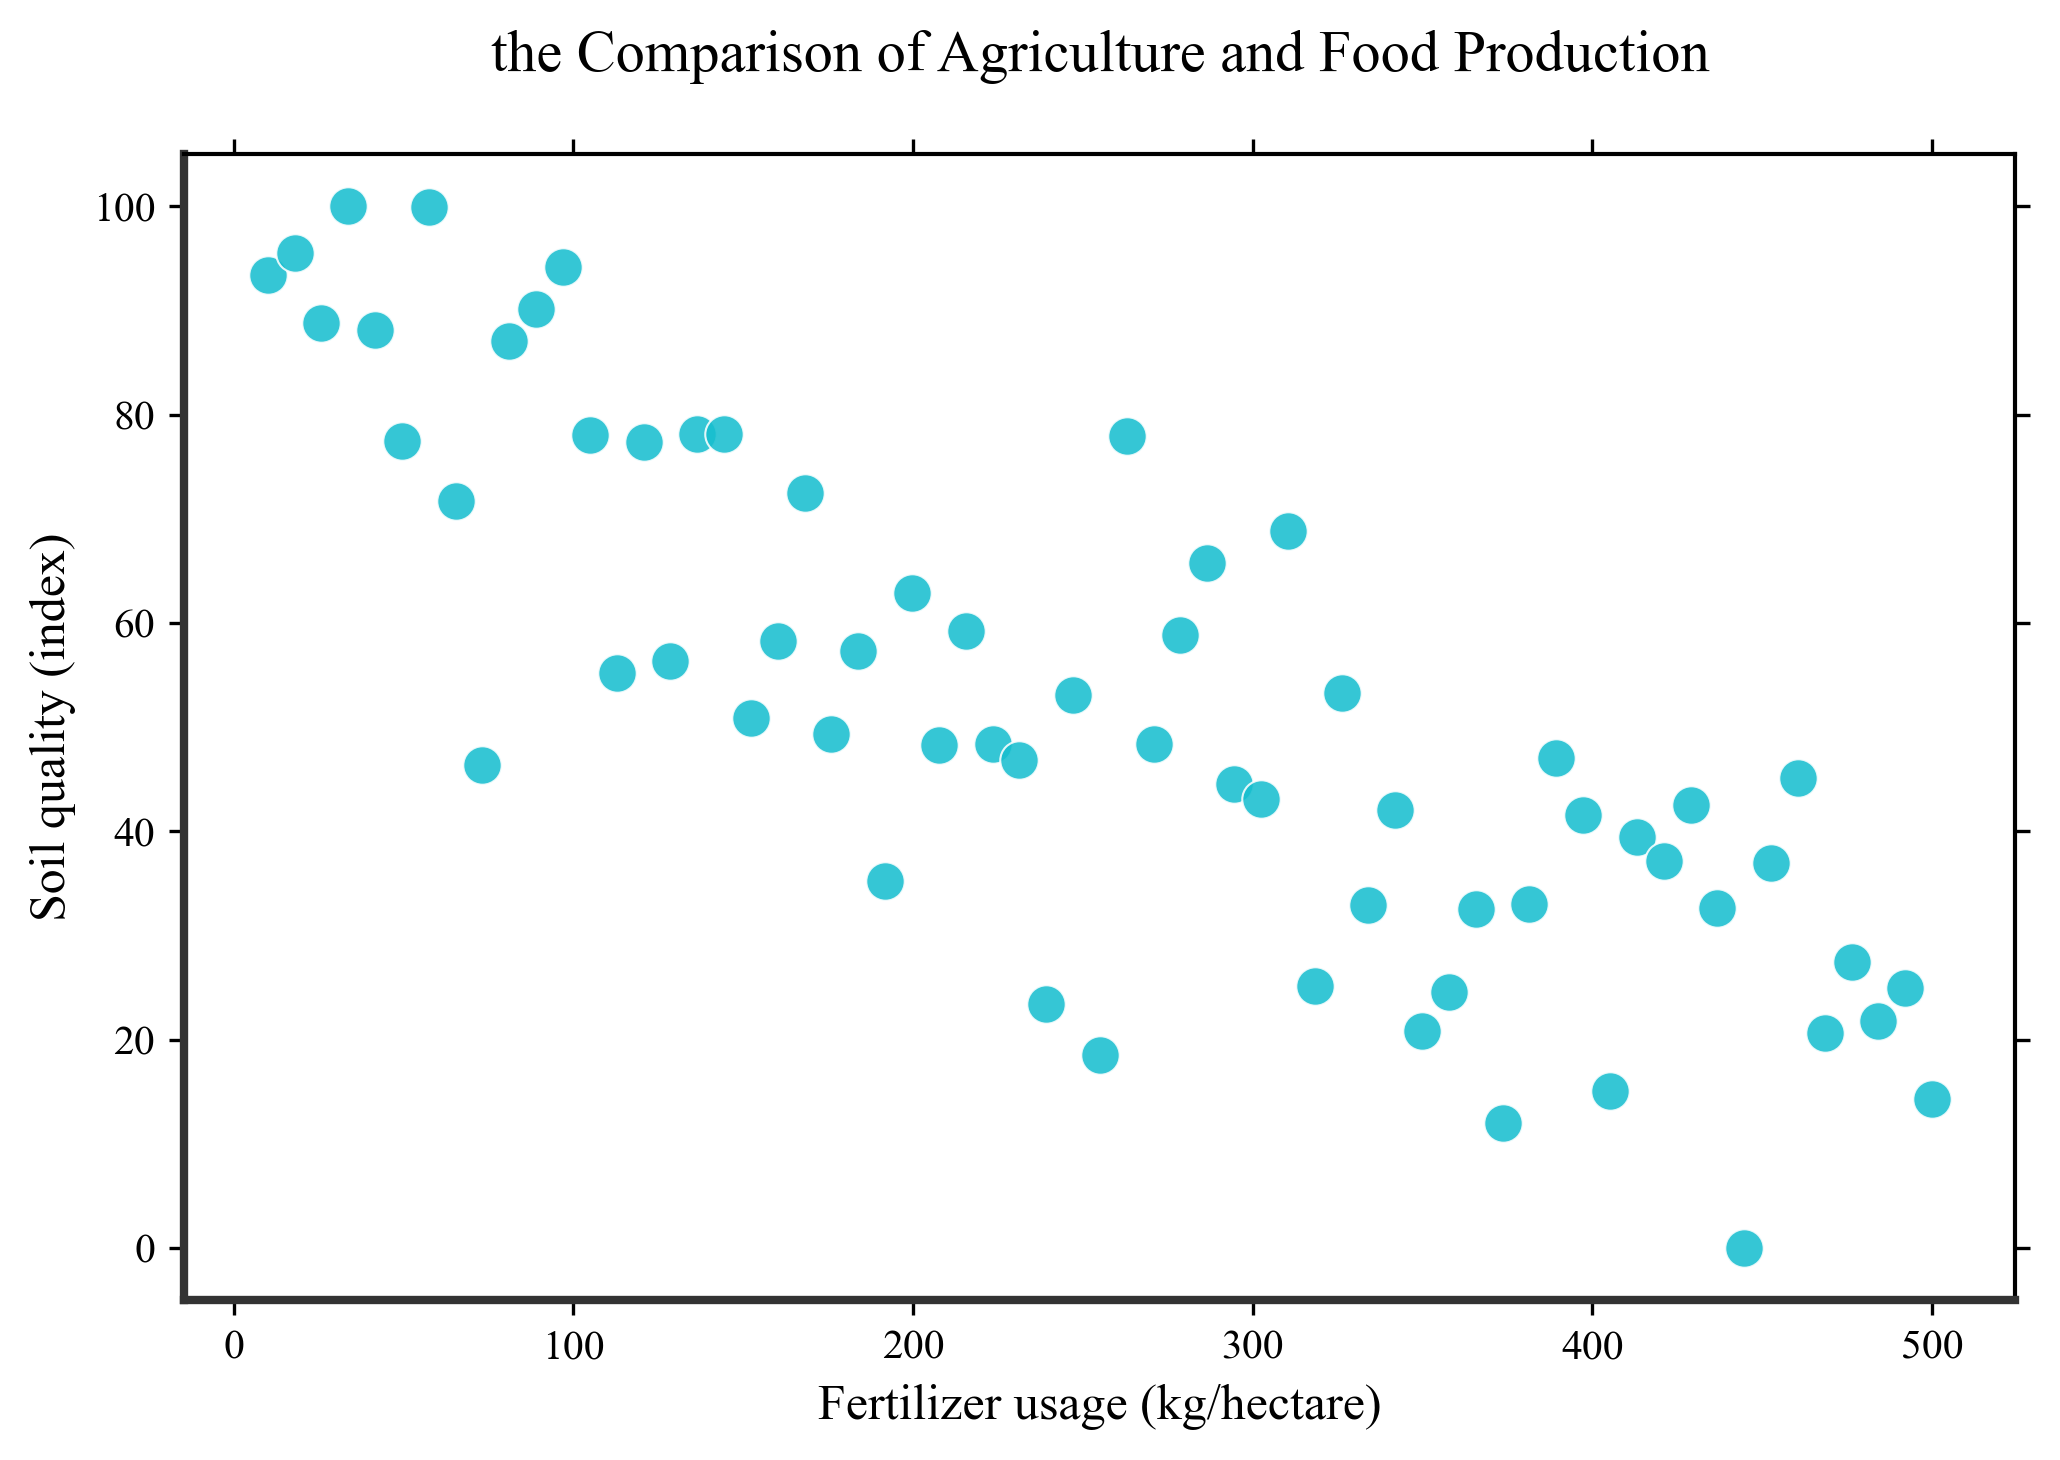 the Comparison of Agriculture and Food Production
100
80
60
40
20
0
Soil quality (index)
0 100 200 300 400 500
Fertilizer usage (kg/hectare)